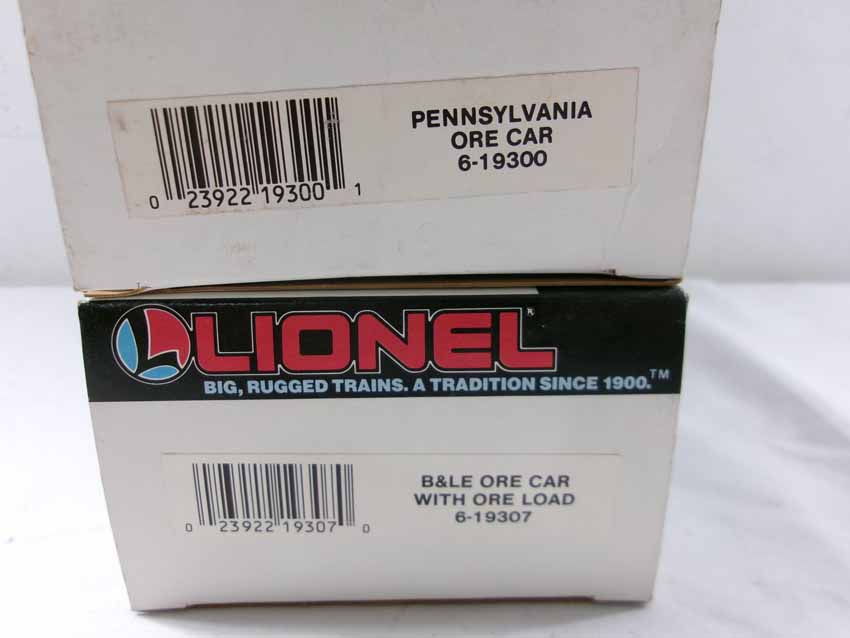 PENNSYLVANIA
ORE CAR
6-19300
0 23922 19300 1
LIONEL®
BIG, RUGGED TRAINS. A TRADITION SINCE 1900.™
B&LE ORE CAR
WITH ORE LOAD
6-19307
0 23922 19307 0